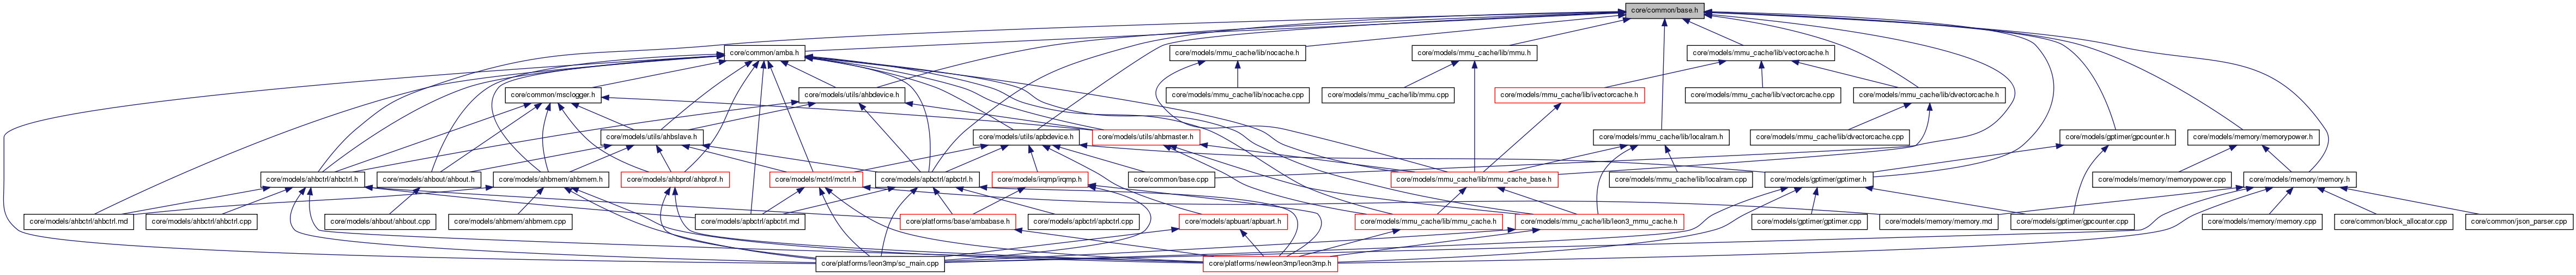 core/common/base.h
core/common/amba.h
core/models/mmu_cache/lib/nocache.h
core/models/mmu_cache/lib/mmu.h
core/models/mmu_cache/lib/vectorcache.h
core/common/msclogger.h
core/models/utils/ahbdevice.h
core/models/mmu_cache/lib/nocache.cpp
core/models/mmu_cache/lib/mmu.cpp
core/models/mmu_cache/lib/ivectorcache.h
core/models/mmu_cache/lib/vectorcache.cpp
core/models/mmu_cache/lib/dvectorcache.h
core/models/utils/ahbslave.h
core/models/utils/apbdevice.h
core/models/utils/ahbmaster.h
core/models/mmu_cache/lib/localram.h
core/models/mmu_cache/lib/dvectorcache.cpp
core/models/gptimer/gpcounter.h
core/models/memory/memorypower.h
core/models/ahbctrl/ahbctrl.h
core/models/ahbout/ahbout.h
core/models/ahbmem/ahbmem.h
core/models/ahbprof/ahbprof.h
core/models/mctrl/mctrl.h
core/models/apbctrl/apbctrl.h
core/models/irqmp/irqmp.h
core/common/base.cpp
core/models/mmu_cache/lib/mmu_cache_base.h
core/models/mmu_cache/lib/localram.cpp
core/models/gptimer/gptimer.h
core/models/memory/memorypower.cpp
core/models/memory/memory.h
core/models/ahbctrl/ahbctrl.md
core/models/ahbctrl/ahbctrl.cpp
core/models/ahbout/ahbout.cpp
core/models/ahbmem/ahbmem.cpp
core/models/apbctrl/apbctrl.md
core/platforms/base/ambabase.h
core/models/apbctrl/apbctrl.cpp
core/models/apbuart/apbuart.h
core/models/mmu_cache/lib/mmu_cache.h
core/models/mmu_cache/lib/leon3_mmu_cache.h
core/models/gptimer/gptimer.cpp
core/models/memory/memory.md
core/models/gptimer/gpcounter.cpp
core/models/memory/memory.cpp
core/common/block_allocator.cpp
core/common/json_parser.cpp
core/platforms/leon3mp/sc_main.cpp
core/platforms/newleon3mp/leon3mp.h